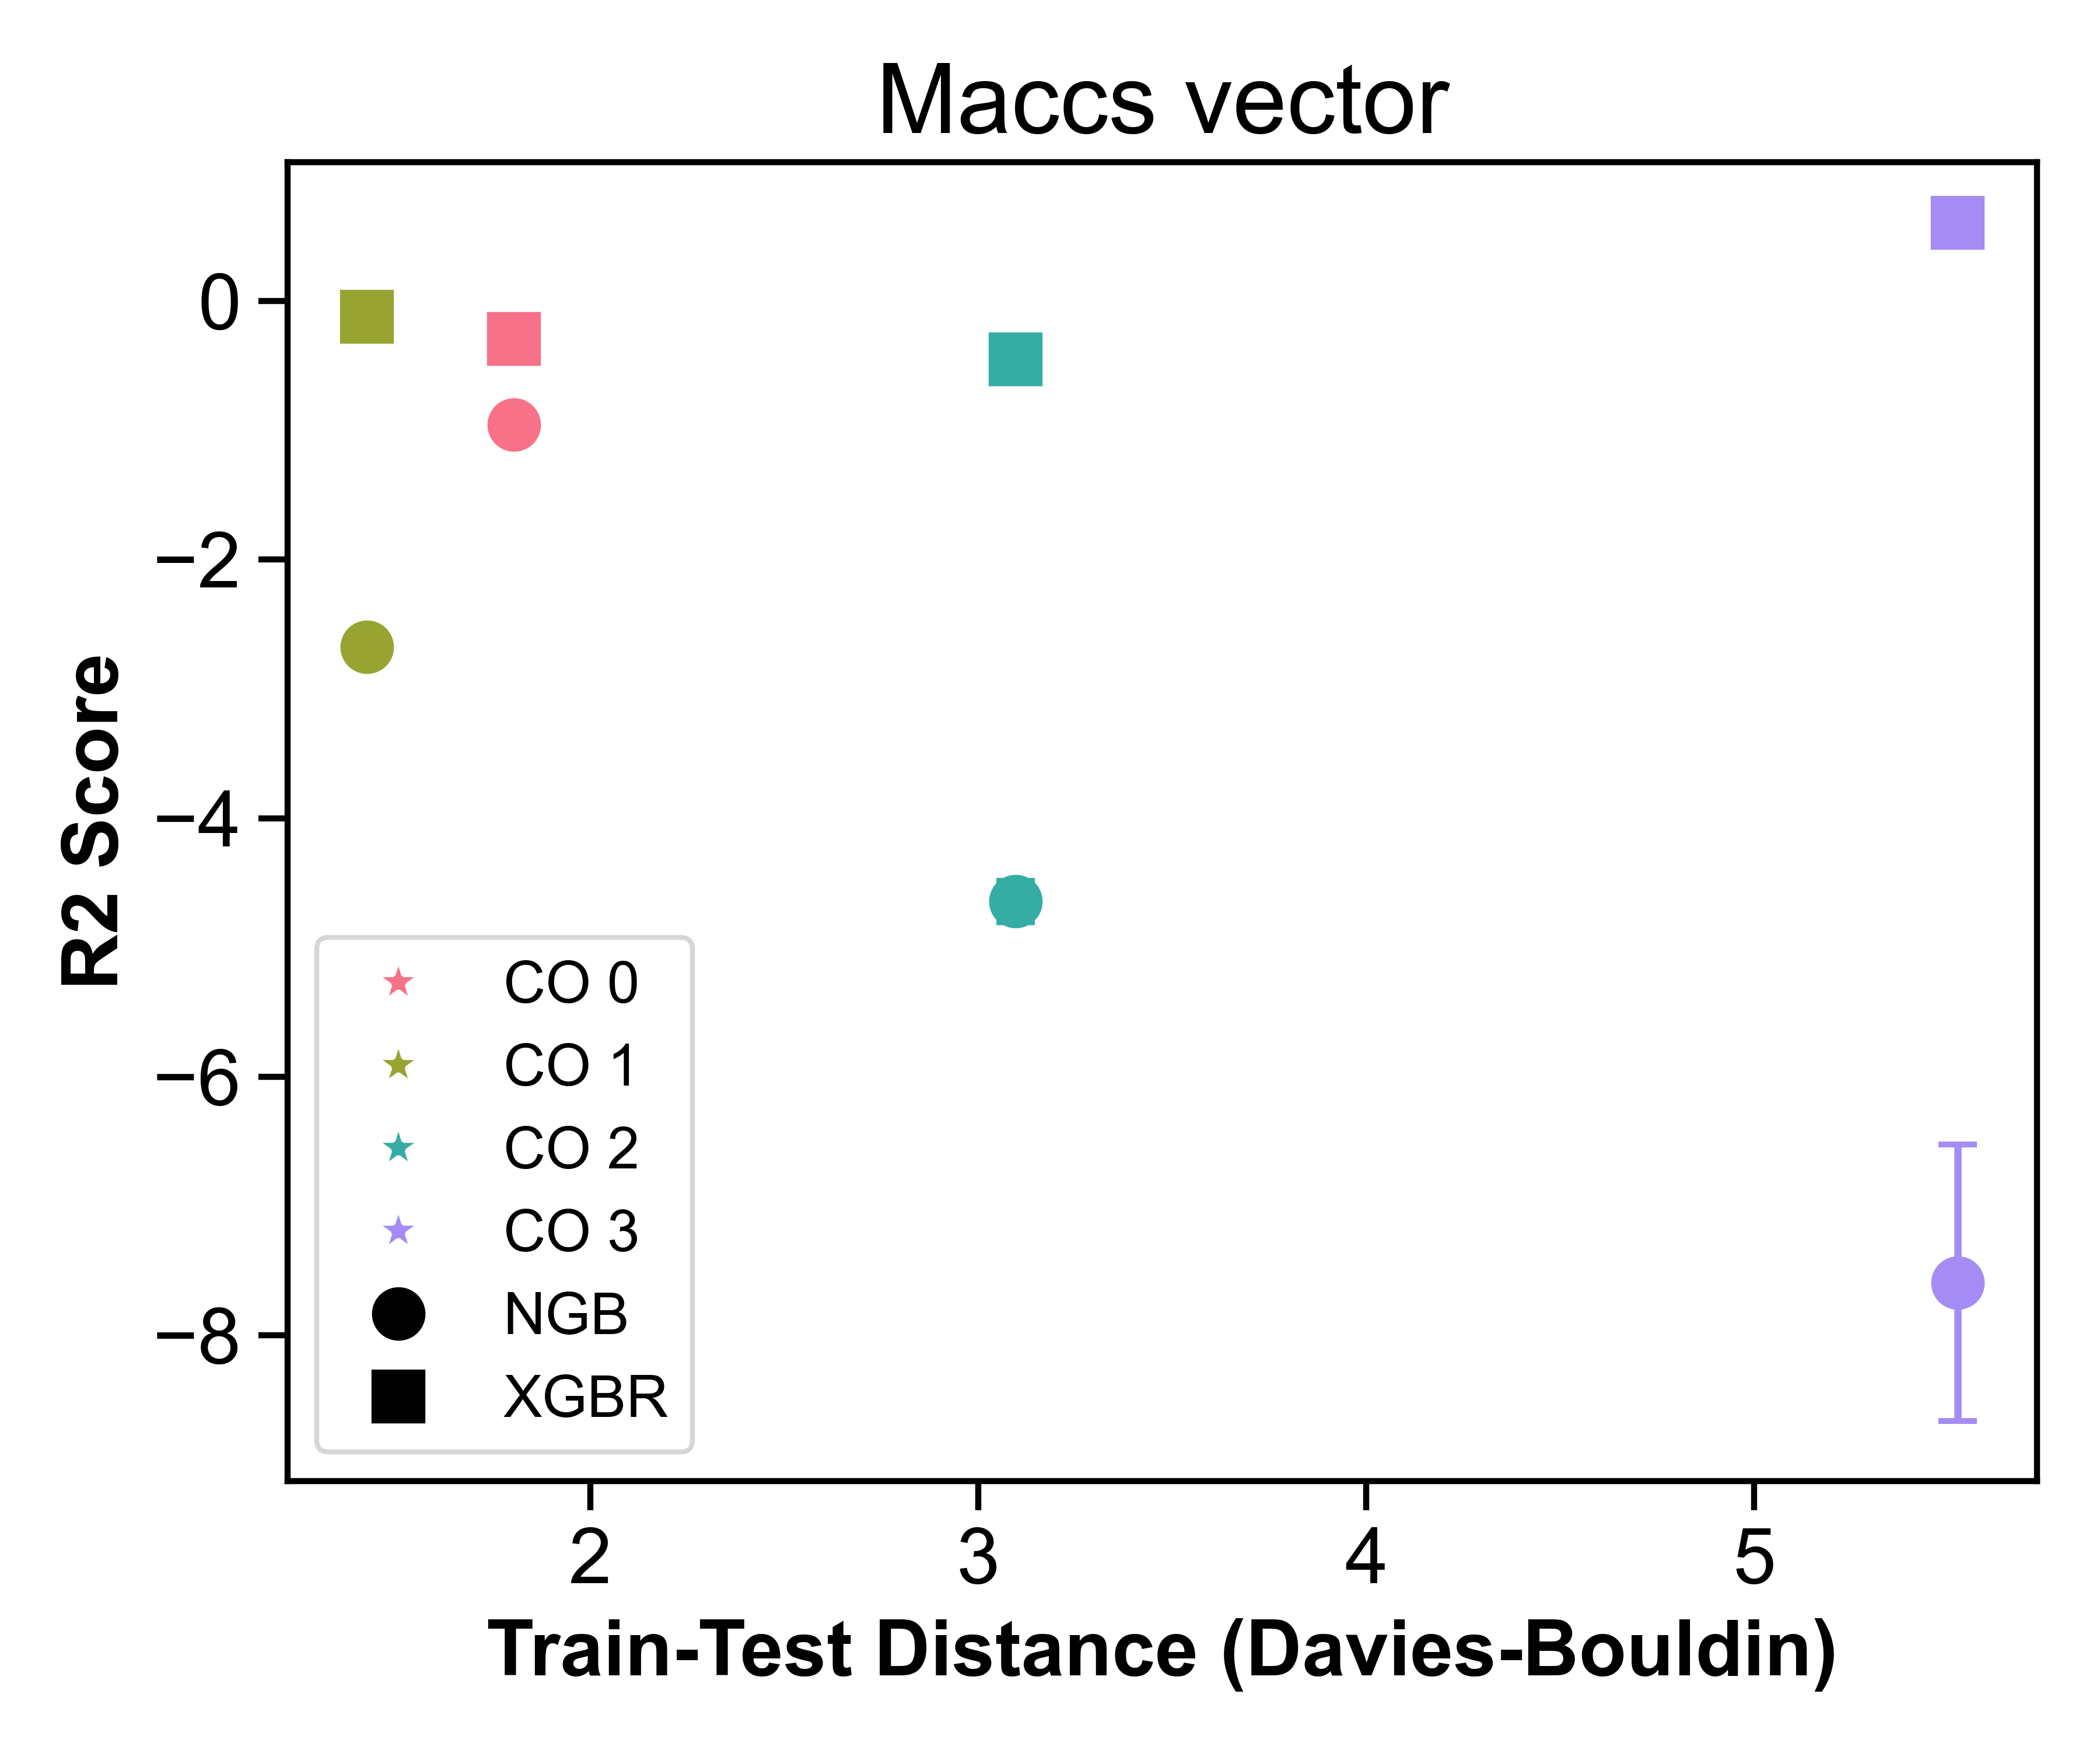 Maccs vector
R2 Score
0
−2
−4
−6
−8
CO 0
CO 1
CO 2
CO 3
NGB
XGBR
2 3 4 5
Train-Test Distance (Davies-Bouldin)